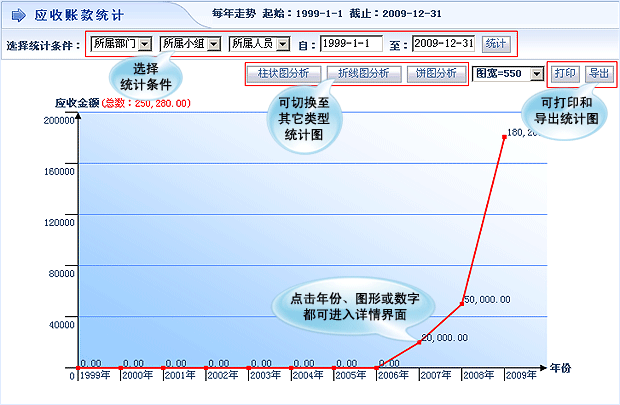 应收账款统计 每年走势 起始：1999-1-1 截止：2009-12-31
选择统计条件： 所属部门 所属小组 所属人员 自： 1999-1-1 至： 2009-12-31 统计
选择
统计条件
柱状图分析 折线图分析 饼图分析 图宽=550 打印 导出
可切换至
其它类型
统计图
可打印和
导出统计图
应收金额(总数：250,280.00)
200000
160000
120000
80000
40000
0
50,000.00
20,000.00
0.00 0.00 0.00 0.00 0.00 0.00 0.00 0.00
点击年份、图形或数字
都可进入详情界面
1999年 2000年 2001年 2002年 2003年 2004年 2005年 2006年 2007年 2008年 2009年 年份